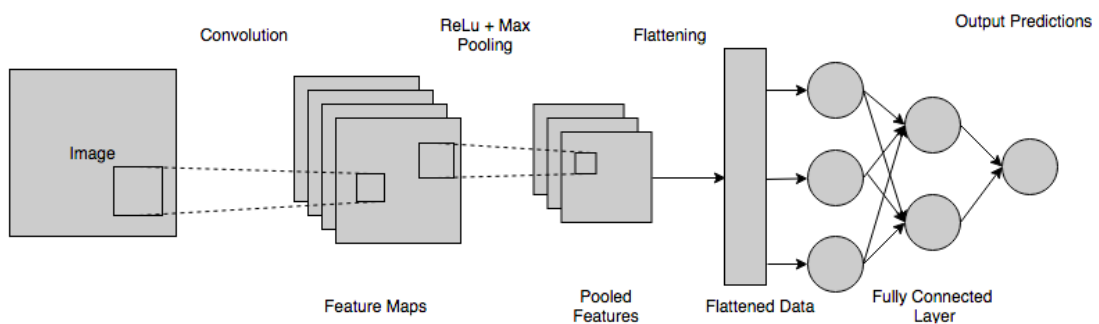 Convolution
ReLu + Max
Pooling
Flattening
Output Predictions
Image
Feature Maps
Pooled
Features
Flattened Data
Fully Connected
Layer